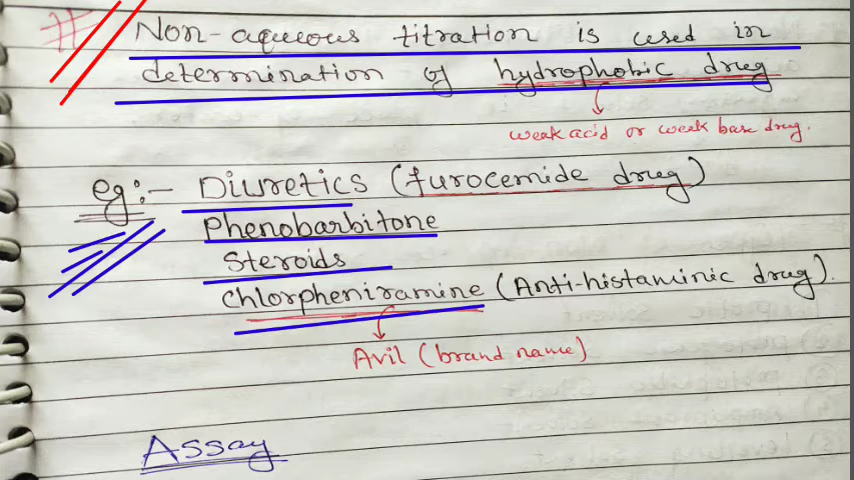 # Non-aqueous titration is used in
determination of hydrophobic drug
weak acid or weak base drug.
eg:- Diuretics (furocemide drug)
Phenobarbitone
Steroids
Chlorpheniramine (Anti-histaminic drug).
Avil (brand name)
Assay